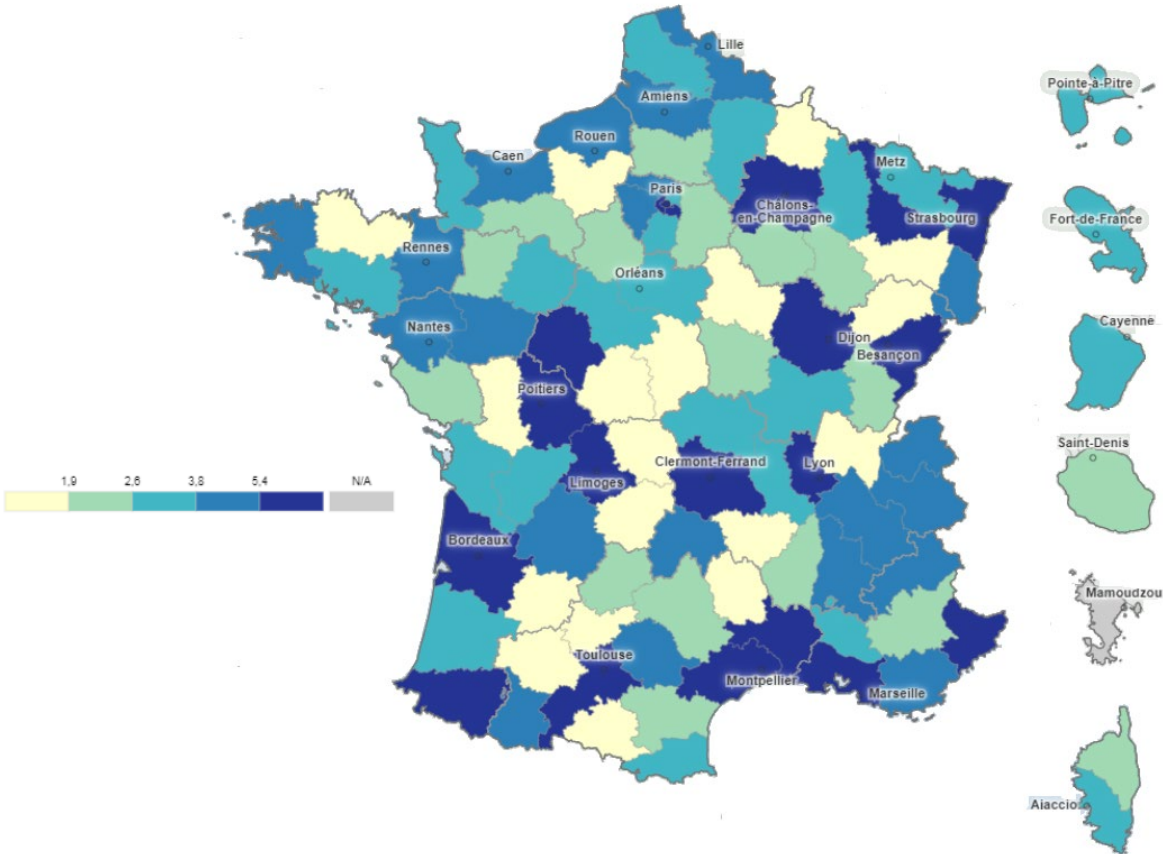 Lille
Pointe-à-Pitre
Amiens
Rouen
Caen
Metz
Paris
Châlons-
en-Champagne
Strasbourg
Fort-de-France
Rennes
Orléans
Cayenne
Nantes
Dijon
Besançon
Poitiers
Saint-Denis
Clermont-Ferrand
Lyon
Limoges
1,9 2,6 3,8 5,4 N/A
Bordeaux
Mamoudzou
Toulouse
Montpellier
Marseille
Aiaccio